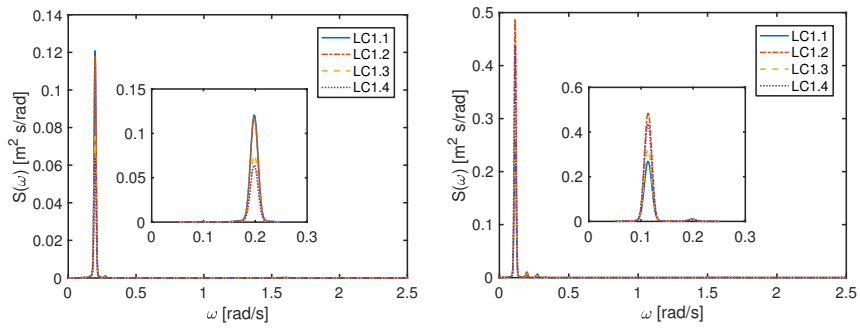 0.14
0.12
0.1
0.08
0.06
0.04
0.02
0
S(ω) [m² s/rad]
0 0.5 1 1.5 2 2.5
ω [rad/s]
LC1.1
LC1.2
LC1.3
LC1.4
0.15
0.1
0.05
0
0 0.1 0.2 0.3
0.5
0.4
0.3
0.2
0.1
0
S(ω) [m² s/rad]
0 0.5 1 1.5 2 2.5
ω [rad/s]
LC1.1
LC1.2
LC1.3
LC1.4
0.6
0.4
0.2
0
0 0.1 0.2 0.3